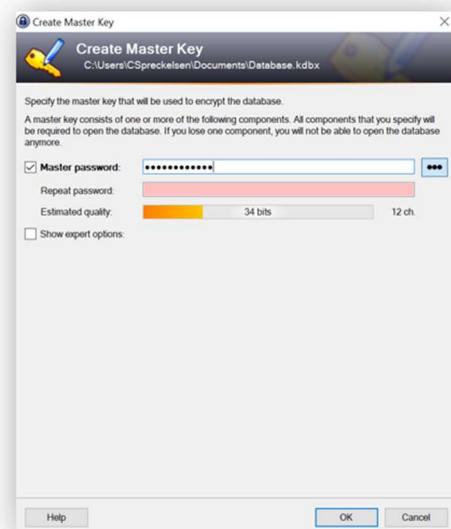 Create Master Key
Create Master Key
C:\Users\CSpreckelsen\Documents\Database.kdbx
Specify the master key that will be used to encrypt the database.
A master key consists of one or more of the following components. All components that you specify will
be required to open the database. If you lose one component, you will not be able to open the database
anymore.
Master password: ●●●●●●●●●●●● ●●●
Repeat password:
Estimated quality: 34 bits 12 ch.
Show expert options:
Help OK Cancel